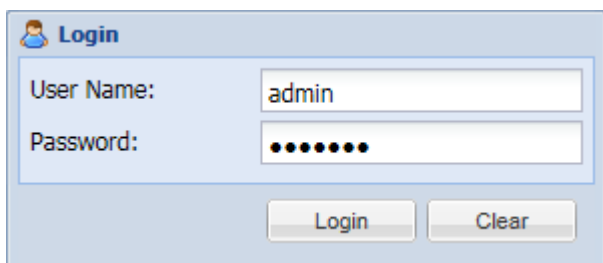 Login
User Name: admin
Password: •••••••
Login Clear